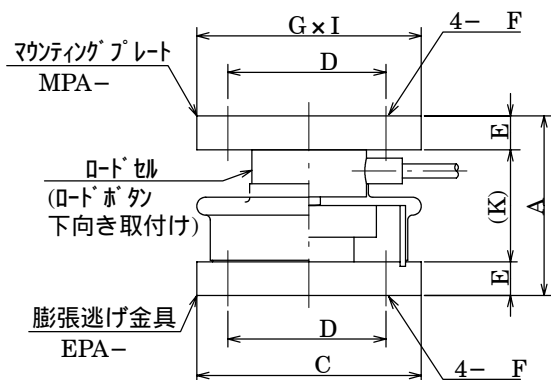 G×I
4−　F
D
マウンティングプレート
MPA−
E
ロードセル
(ロードボタン
下向き取付け)
(K)
A
E
膨張逃げ金具
EPA−
D
C
4−　F